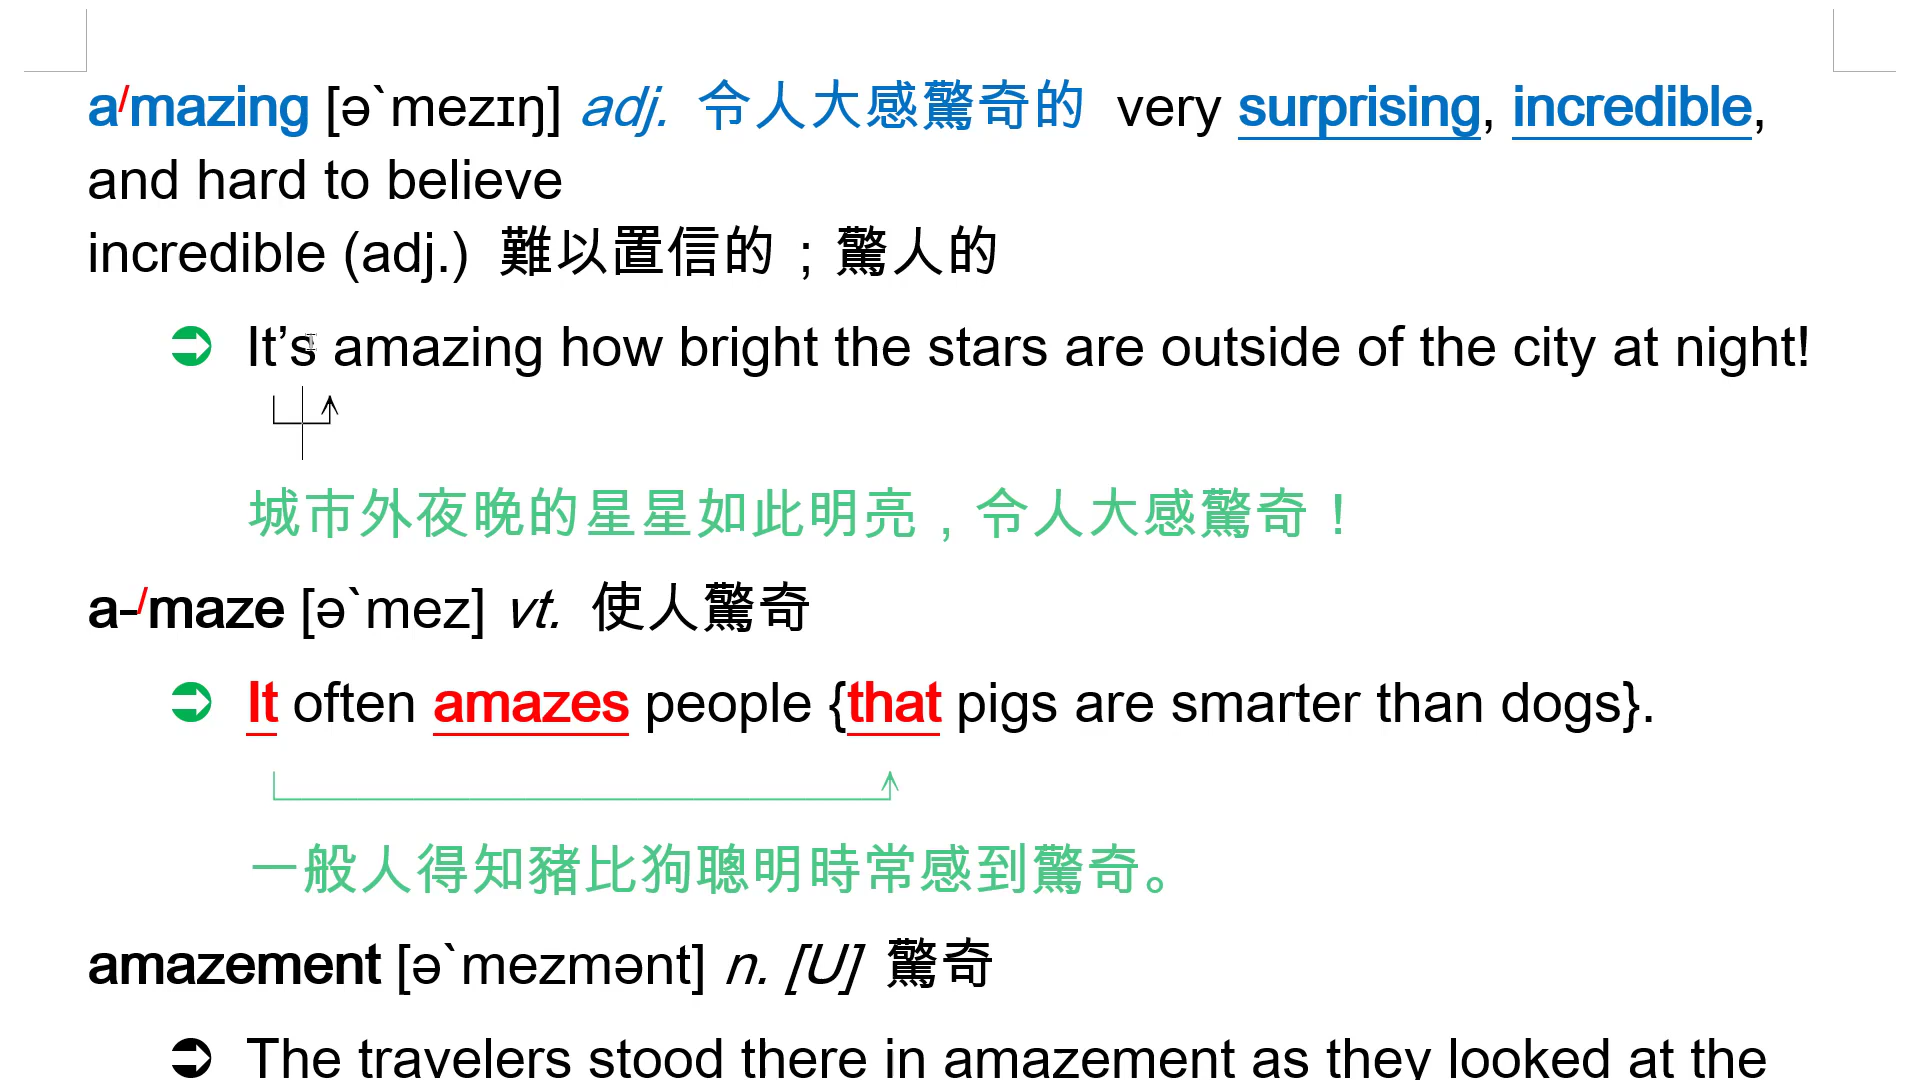 a/mazing [ə`mezɪŋ] adj. 令人大感驚奇的 very surprising, incredible,
and hard to believe
incredible (adj.) 難以置信的；驚人的
➲ It’s amazing how bright the stars are outside of the city at night!
城市外夜晚的星星如此明亮，令人大感驚奇！
a-/maze [ə`mez] vt. 使人驚奇
➲ It often amazes people {that pigs are smarter than dogs}.
一般人得知豬比狗聰明時常感到驚奇。
amazement [ə`mezmənt] n. [U] 驚奇
➲ The travelers stood there in amazement as they looked at the